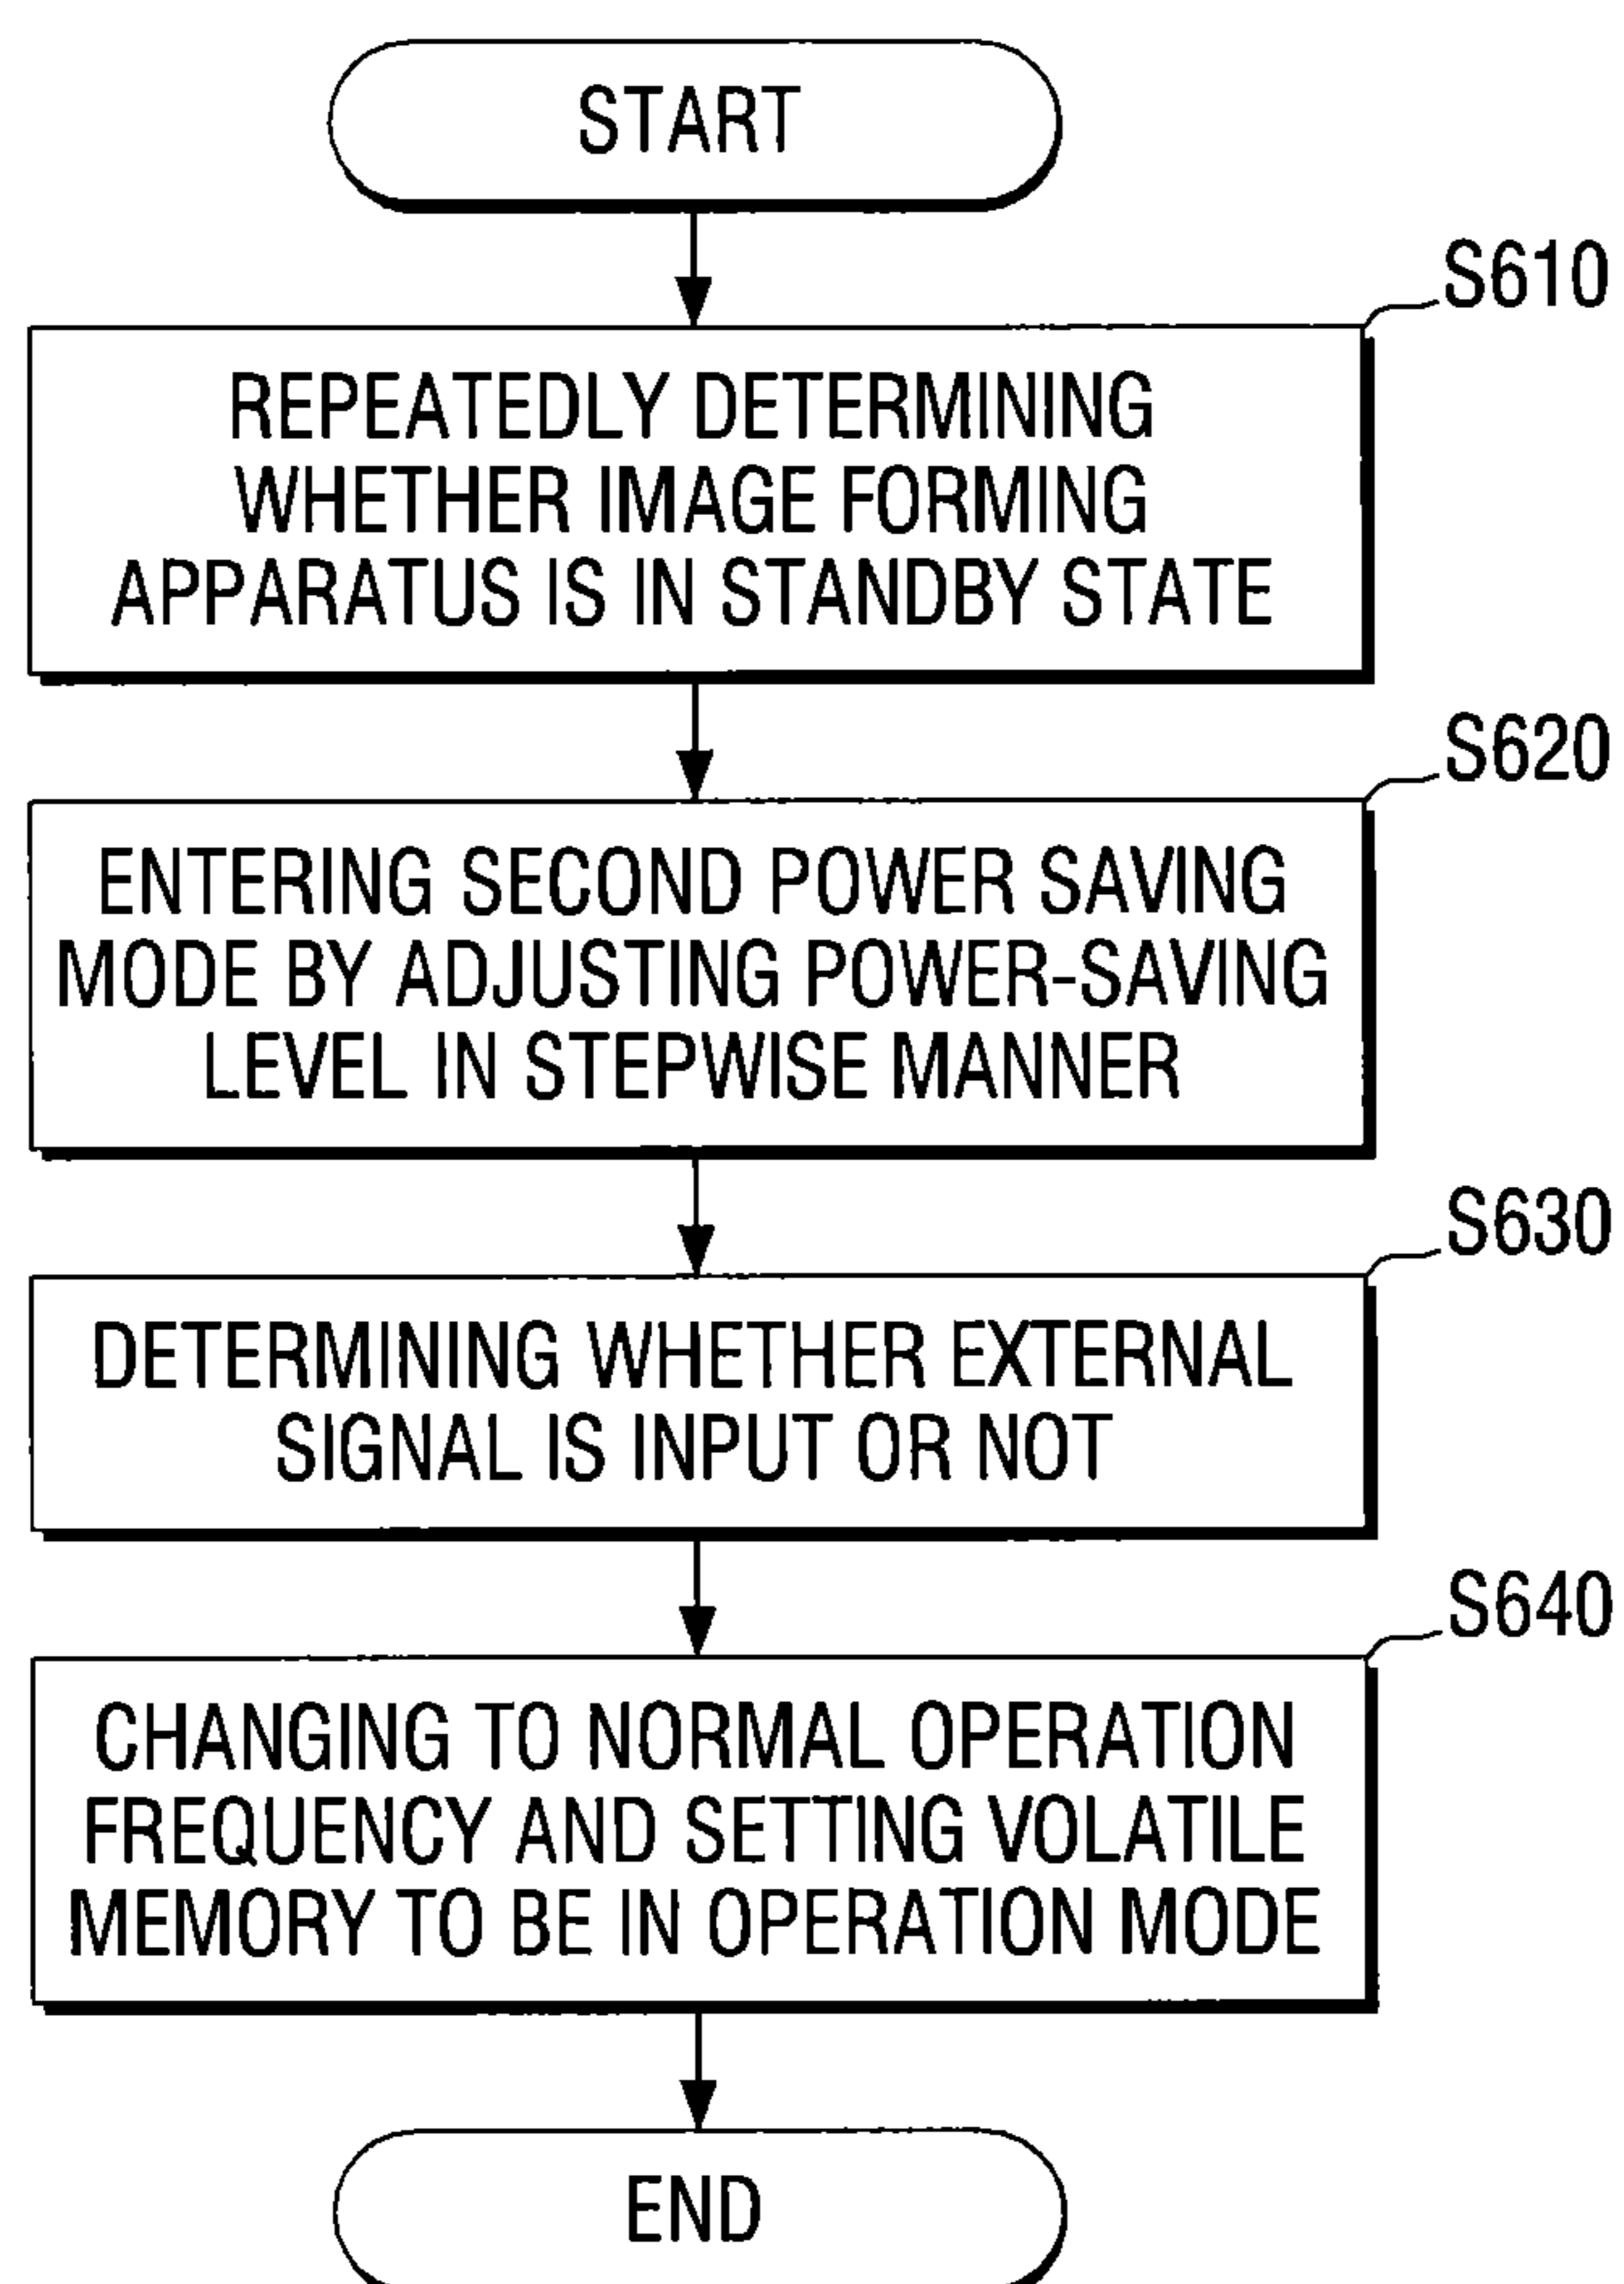 START
S610
REPEATEDLY DETERMINING
WHETHER IMAGE FORMING
APPARATUS IS IN STANDBY STATE
S620
ENTERING SECOND POWER SAVING
MODE BY ADJUSTING POWER-SAVING
LEVEL IN STEPWISE MANNER
S630
DETERMINING WHETHER EXTERNAL
SIGNAL IS INPUT OR NOT
S640
CHANGING TO NORMAL OPERATION
FREQUENCY AND SETTING VOLATILE
MEMORY TO BE IN OPERATION MODE
END